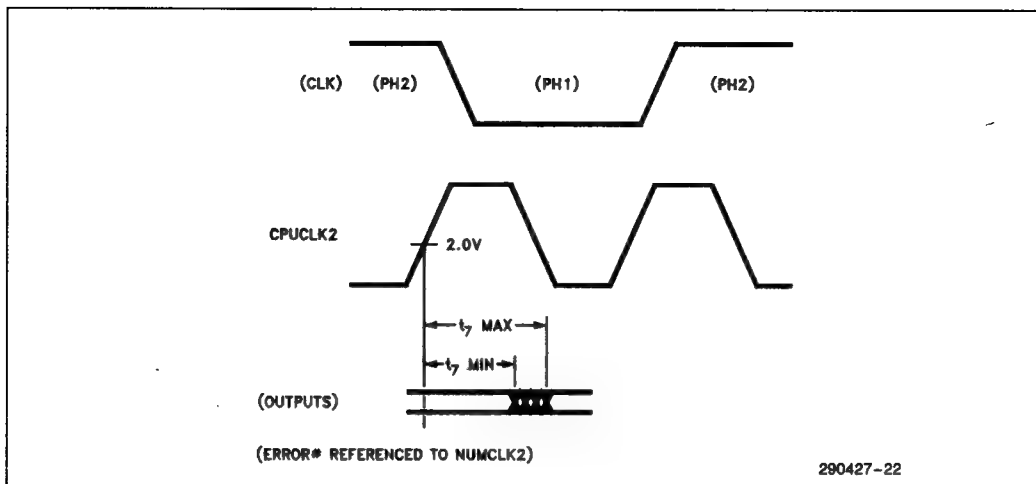 (CLK) (PH2) (PH1) (PH2)
CPUCLK2
2.0V
t7 MAX
t7 MIN
(OUTPUTS)
(ERROR# REFERENCED TO NUMCLK2)
290427-22